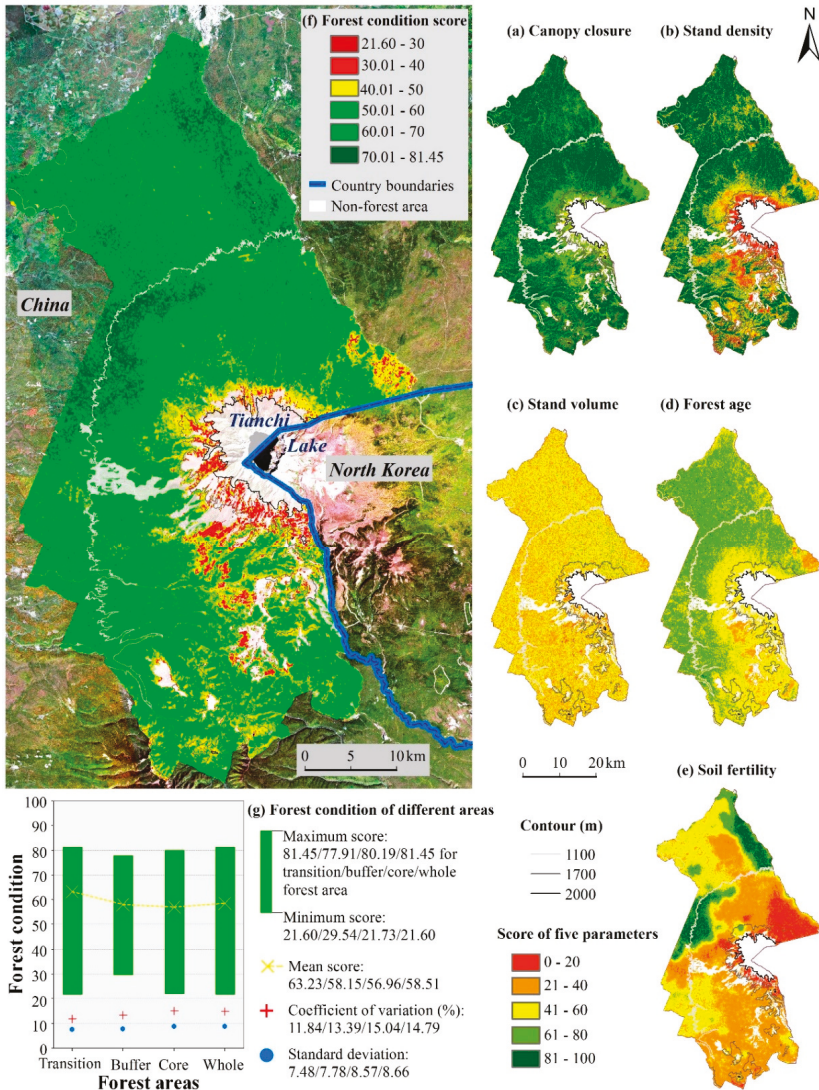 (f) Forest condition score
21.60 - 30
30.01 - 40
40.01 - 50
50.01 - 60
60.01 - 70
70.01 - 81.45
Country boundaries
Non-forest area
China
Tianchi
Lake
North Korea
0 5 10 km
N
(a) Canopy closure
(b) Stand density
(c) Stand volume
(d) Forest age
0 10 20 km
(e) Soil fertility
Contour (m)
1100
1700
2000
Score of five parameters
0 - 20
21 - 40
41 - 60
61 - 80
81 - 100
100
90
80
70
60
50
40
30
20
10
0
Forest condition
Transition Buffer Core Whole
Forest areas
(g) Forest condition of different areas
Maximum score:
81.45/77.91/80.19/81.45 for
transition/buffer/core/whole
forest area
Minimum score:
21.60/29.54/21.73/21.60
Mean score:
63.23/58.15/56.96/58.51
Coefficient of variation (%):
11.84/13.39/15.04/14.79
Standard deviation:
7.48/7.78/8.57/8.66